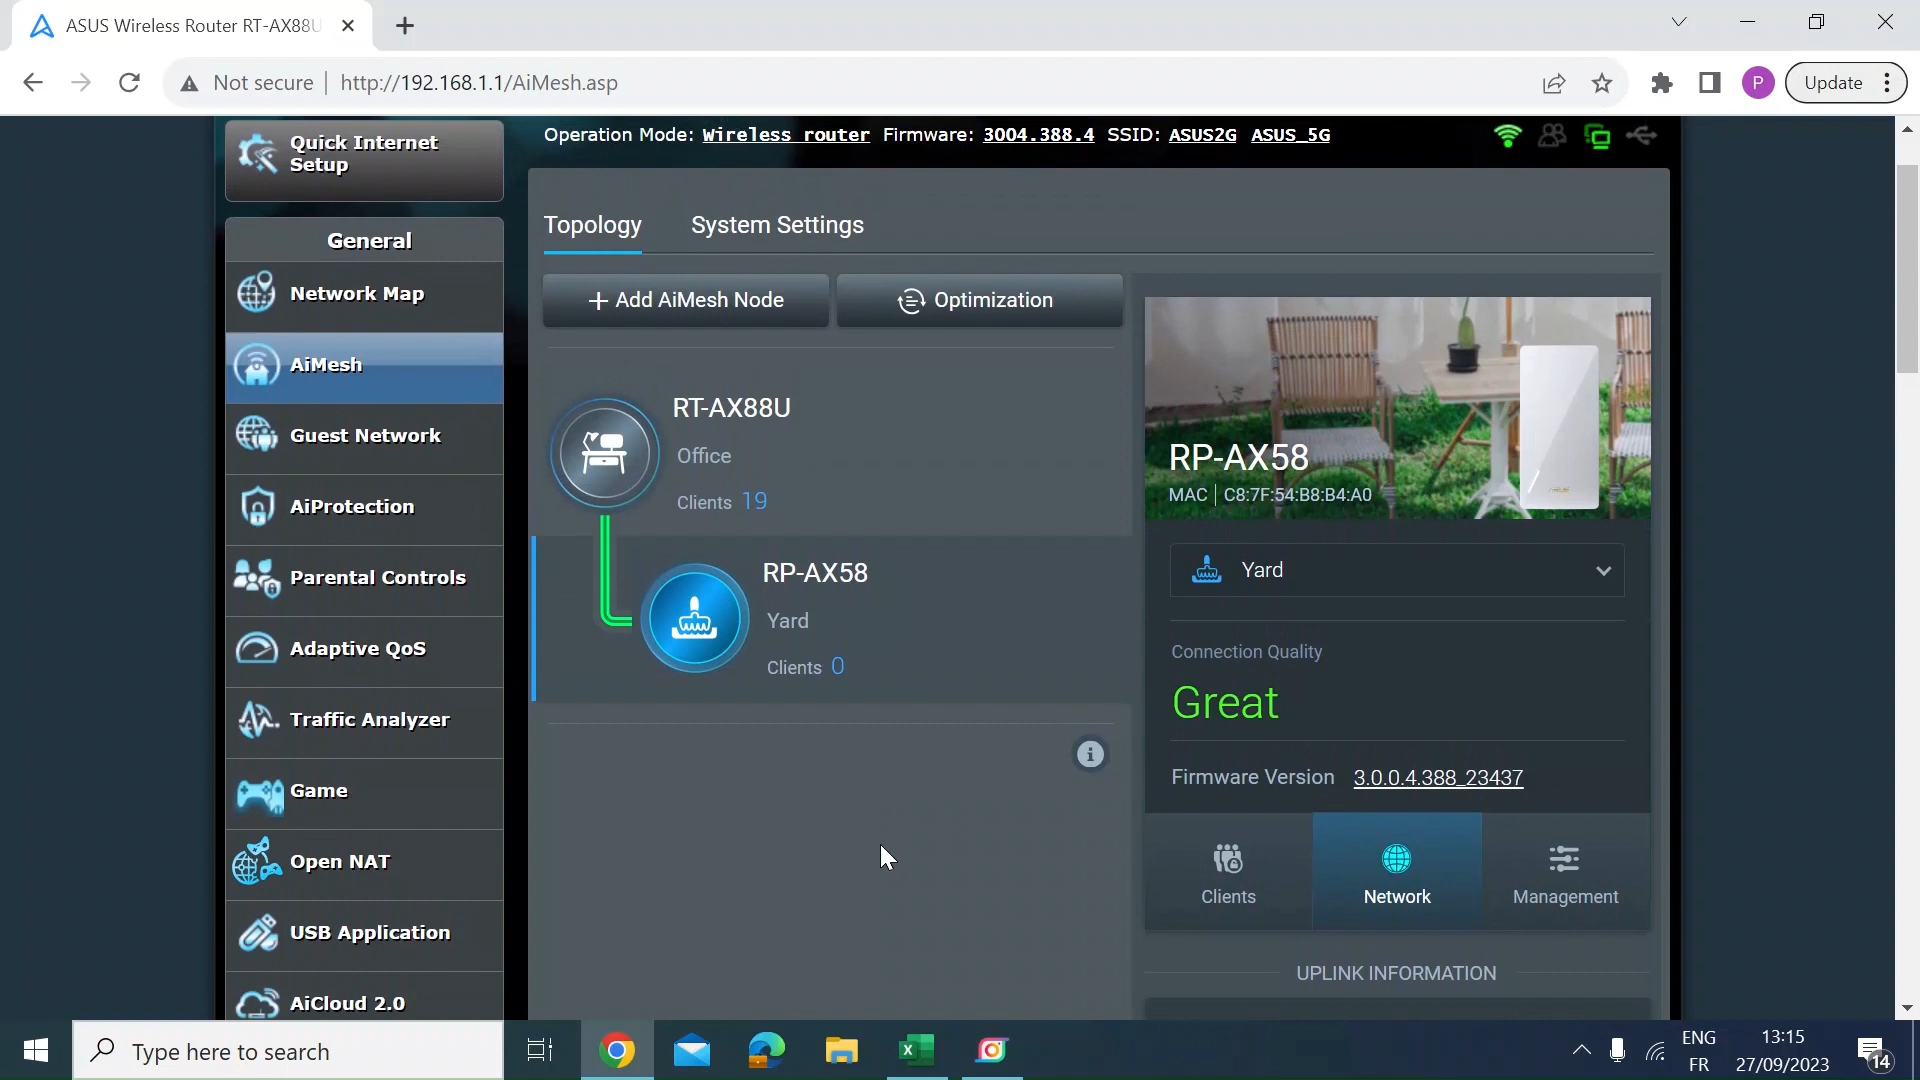 ASUS Wireless Router RT-AX88U
Not secure
http://192.168.1.1/AiMesh.asp
P
Update
Quick Internet
Setup
General
Network Map
AiMesh
Guest Network
AiProtection
Parental Controls
Adaptive QoS
Traffic Analyzer
Game
Open NAT
USB Application
AiCloud 2.0
Operation Mode: Wireless router Firmware: 3004.388.4 SSID: ASUS2G ASUS_5G
Topology
System Settings
+ Add AiMesh Node
Optimization
RT-AX88U
Office
Clients 19
RP-AX58
Yard
Clients 0
RP-AX58
MAC | C8:7F:54:B8:B4:A0
Yard
Connection Quality
Great
Firmware Version 3.0.0.4.388_23437
Clients
Network
Management
UPLINK INFORMATION
Type here to search
ENG
FR
13:15
27/09/2023
14